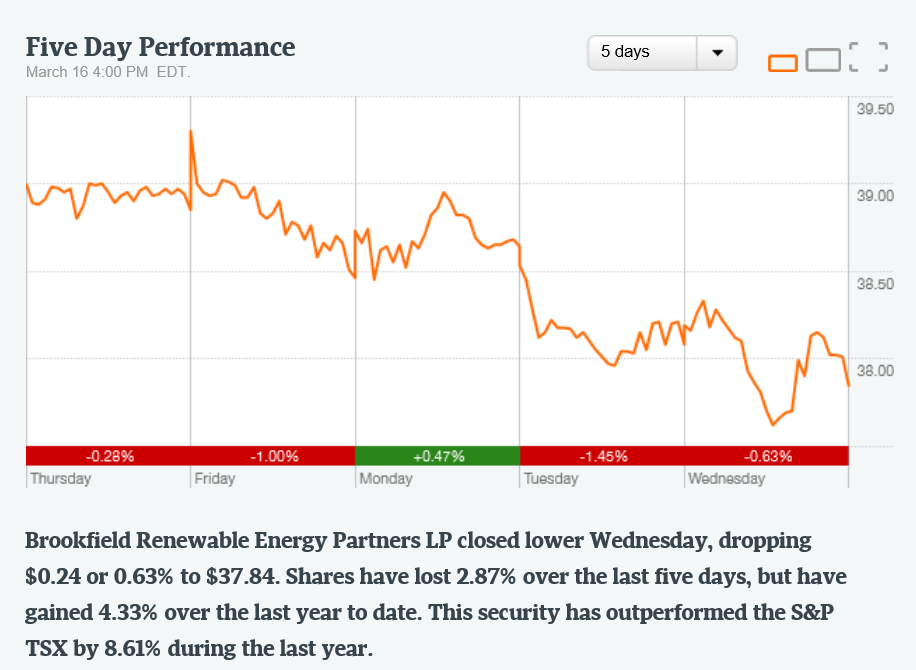 Five Day Performance
March 16 4:00 PM EDT.
5 days
39.50
39.00
38.50
38.00
-0.28% -1.00% +0.47% -1.45% -0.63%
Thursday Friday Monday Tuesday Wednesday
Brookfield Renewable Energy Partners LP closed lower Wednesday, dropping
$0.24 or 0.63% to $37.84. Shares have lost 2.87% over the last five days, but have
gained 4.33% over the last year to date. This security has outperformed the S&P
TSX by 8.61% during the last year.